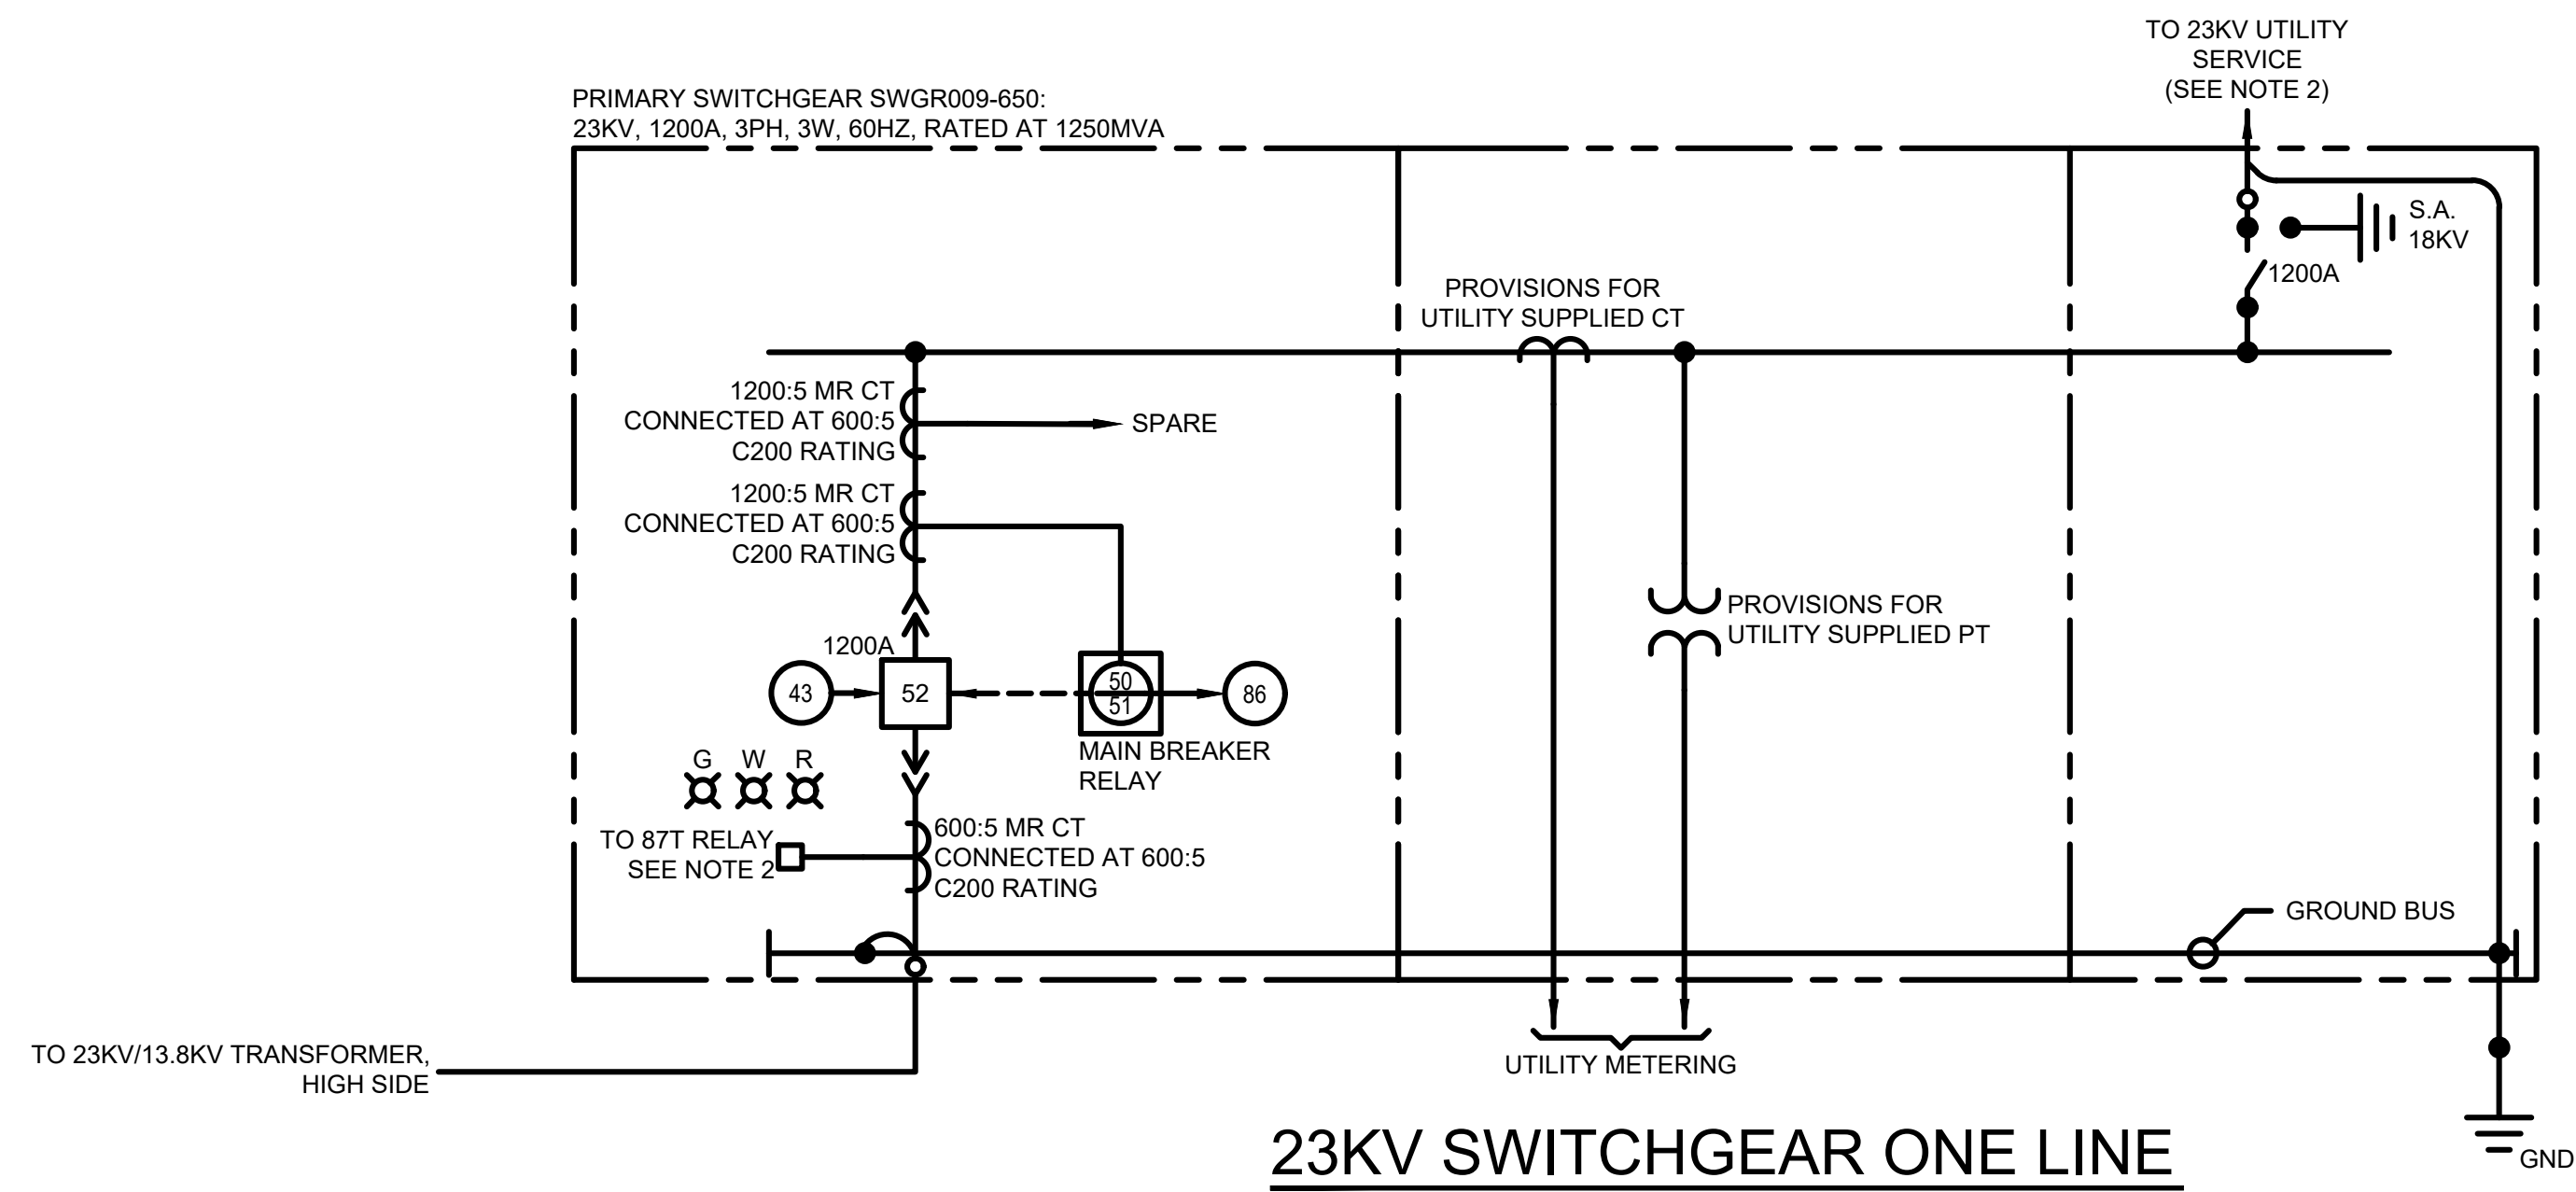 TO 23KV UTILITY
SERVICE
(SEE NOTE 2)
PRIMARY SWITCHGEAR SWGR009-650:
23KV, 1200A, 3PH, 3W, 60HZ, RATED AT 1250MVA
S.A.
18KV
1200A
PROVISIONS FOR
UTILITY SUPPLIED CT
1200:5 MR CT
CONNECTED AT 600:5
C200 RATING
SPARE
1200:5 MR CT
CONNECTED AT 600:5
C200 RATING
PROVISIONS FOR
UTILITY SUPPLIED PT
1200A
43
52
50
51
86
MAIN BREAKER
RELAY
G W R
TO 87T RELAY
SEE NOTE 2
600:5 MR CT
CONNECTED AT 600:5
C200 RATING
GROUND BUS
TO 23KV/13.8KV TRANSFORMER,
HIGH SIDE
UTILITY METERING
23KV SWITCHGEAR ONE LINE
GND